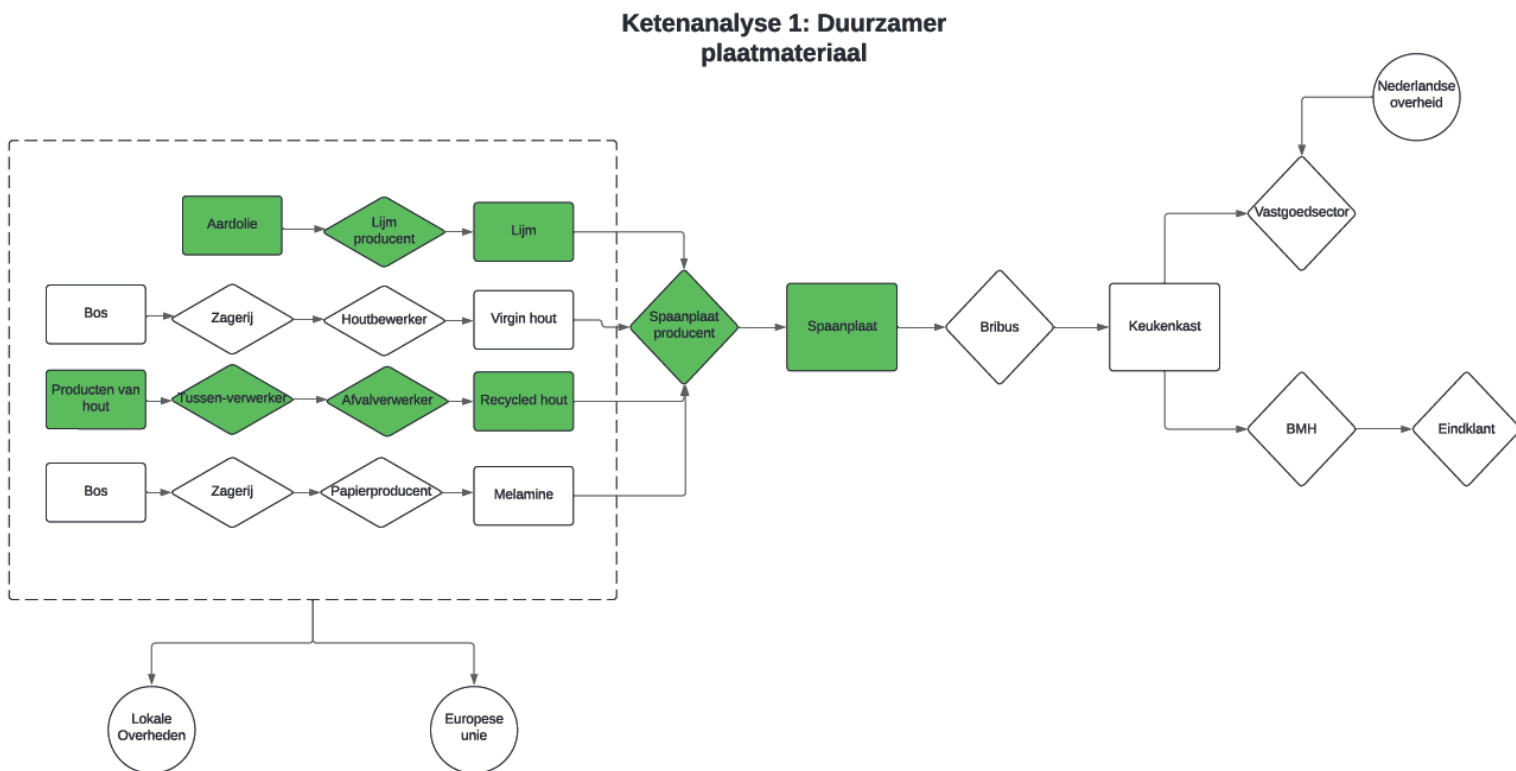 Ketenanalyse 1: Duurzamer
plaatmateriaal
Nederlandse
overheid
Vastgoedsector
Aardolie
Lijm
producent
Lijm
Bos
Zagerij
Houtbewerker
Virgin hout
Spaanplaat
producent
Spaanplaat
Bribus
Keukenkast
Producten van
hout
Tussen-verwerker
Afvalverwerker
Recycled hout
BMH
Eindklant
Bos
Zagerij
Papierproducent
Melamine
Lokale
Overheden
Europese
unie